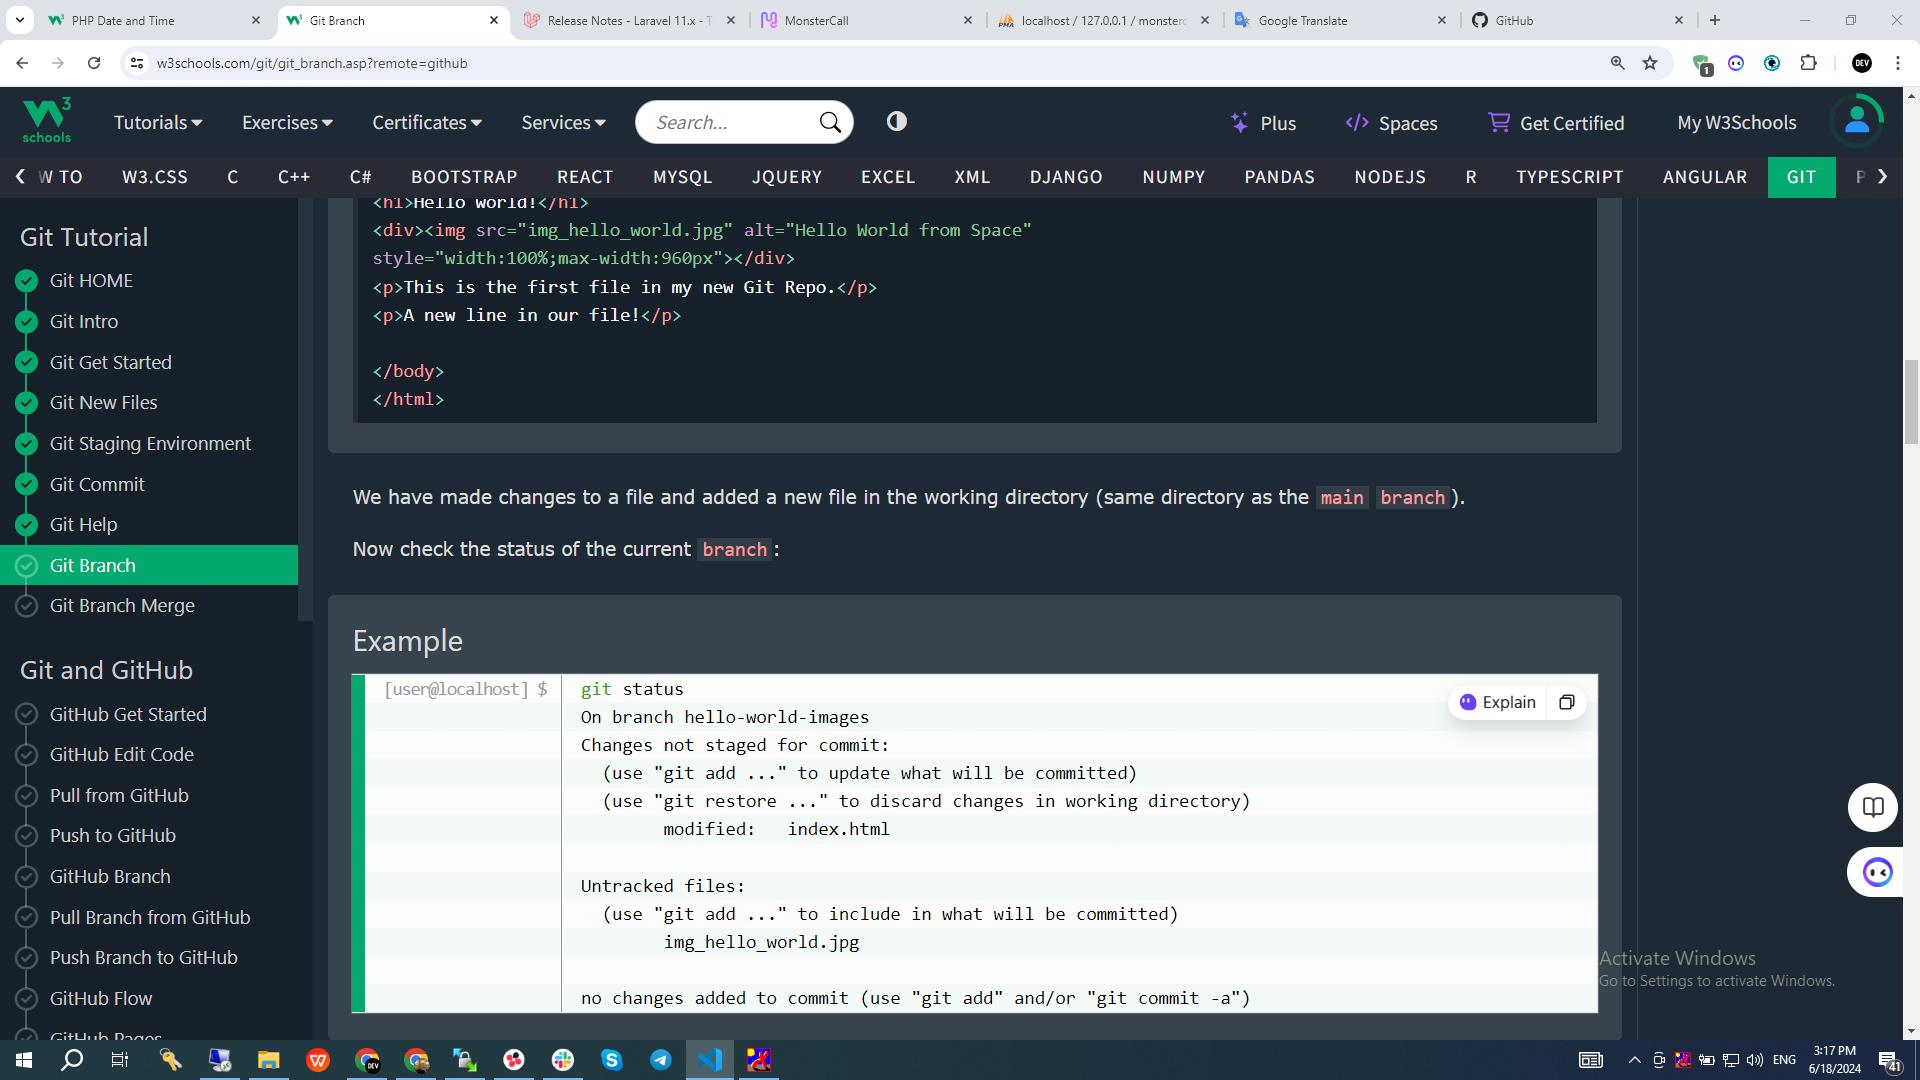 PHP Date and Time
Git Branch
Release Notes - Laravel 11.x - T
MonsterCall
localhost / 127.0.0.1 / monsterc
Google Translate
GitHub
w3schools.com/git/git_branch.asp?remote=github
1
DEV
3
schools
Tutorials
Exercises
Certificates
Services
Search...
Plus
Spaces
Get Certified
My W3Schools
W TO
W3.CSS
C
C++
C#
BOOTSTRAP
REACT
MYSQL
JQUERY
EXCEL
XML
DJANGO
NUMPY
PANDAS
NODEJS
R
TYPESCRIPT
ANGULAR
GIT
P
Git Tutorial
Git HOME
Git Intro
Git Get Started
Git New Files
Git Staging Environment
Git Commit
Git Help
Git Branch
Git Branch Merge
Git and GitHub
GitHub Get Started
GitHub Edit Code
Pull from GitHub
Push to GitHub
GitHub Branch
Pull Branch from GitHub
Push Branch to GitHub
GitHub Flow
GitHub Pages
<h1>Hello world!</h1>
<div><img src="img_hello_world.jpg" alt="Hello World from Space"
style="width:100%;max-width:960px"></div>
<p>This is the first file in my new Git Repo.</p>
<p>A new line in our file!</p>
</body>
</html>
We have made changes to a file and added a new file in the working directory (same directory as the main branch).
Now check the status of the current branch:
Example
[user@localhost] $ git status
On branch hello-world-images
Changes not staged for commit:
(use "git add ..." to update what will be committed)
(use "git restore ..." to discard changes in working directory)
modified: index.html
Untracked files:
(use "git add ..." to include in what will be committed)
img_hello_world.jpg
no changes added to commit (use "git add" and/or "git commit -a")
Explain
Activate Windows
Go to Settings to activate Windows.
ENG
3:17 PM
6/18/2024
41